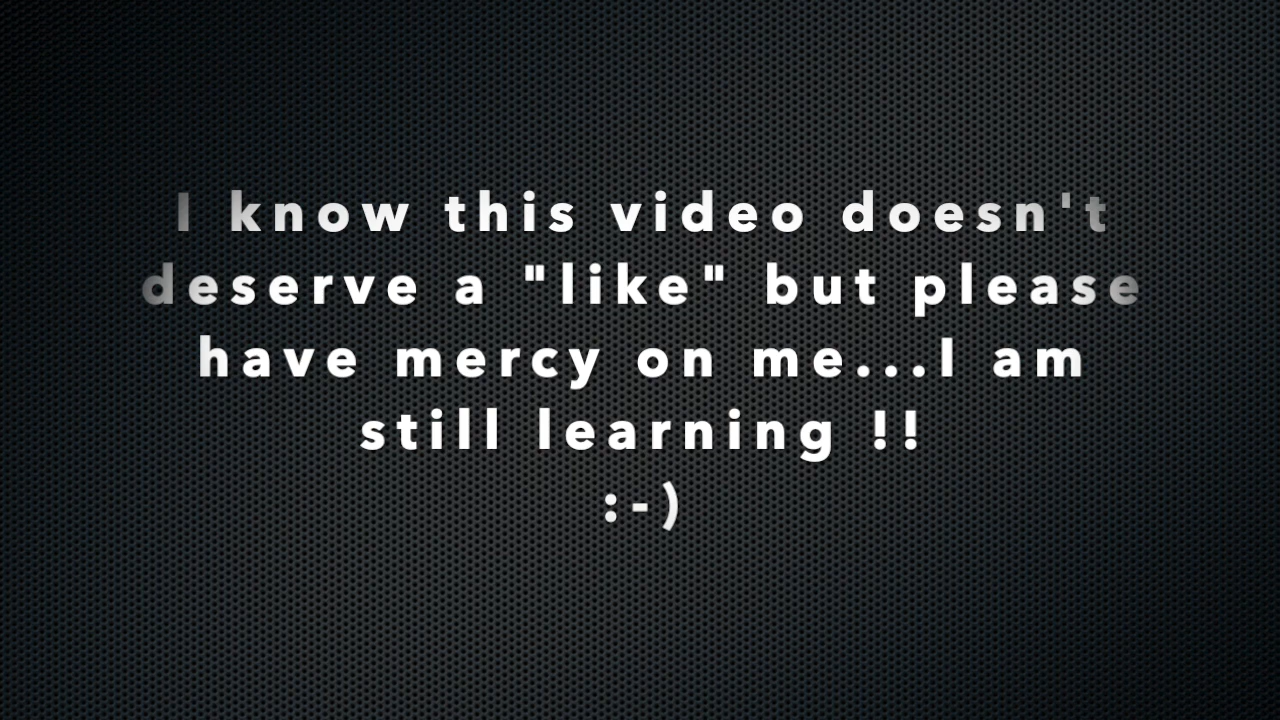 I know this video doesn't
deserve a "like" but please
have mercy on me...I am
still learning !!
:-)